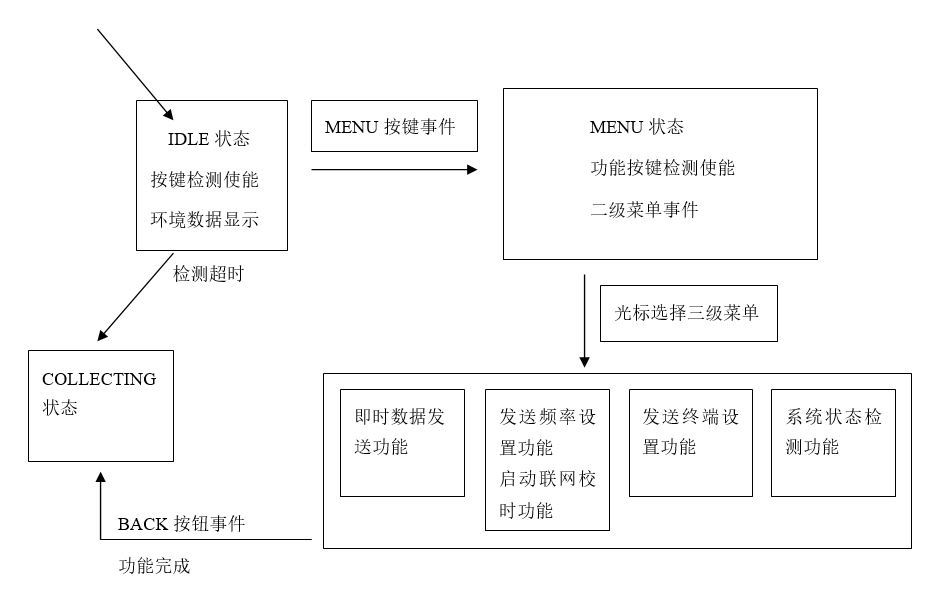 IDLE 状态
按键检测使能
环境数据显示
MENU 按键事件
MENU 状态
功能按键检测使能
二级菜单事件
检测超时
光标选择三级菜单
COLLECTING
状态
即时数据发
送功能
发送频率设
置功能
启动联网校
时功能
发送终端设
置功能
系统状态检
测功能
BACK 按钮事件
功能完成